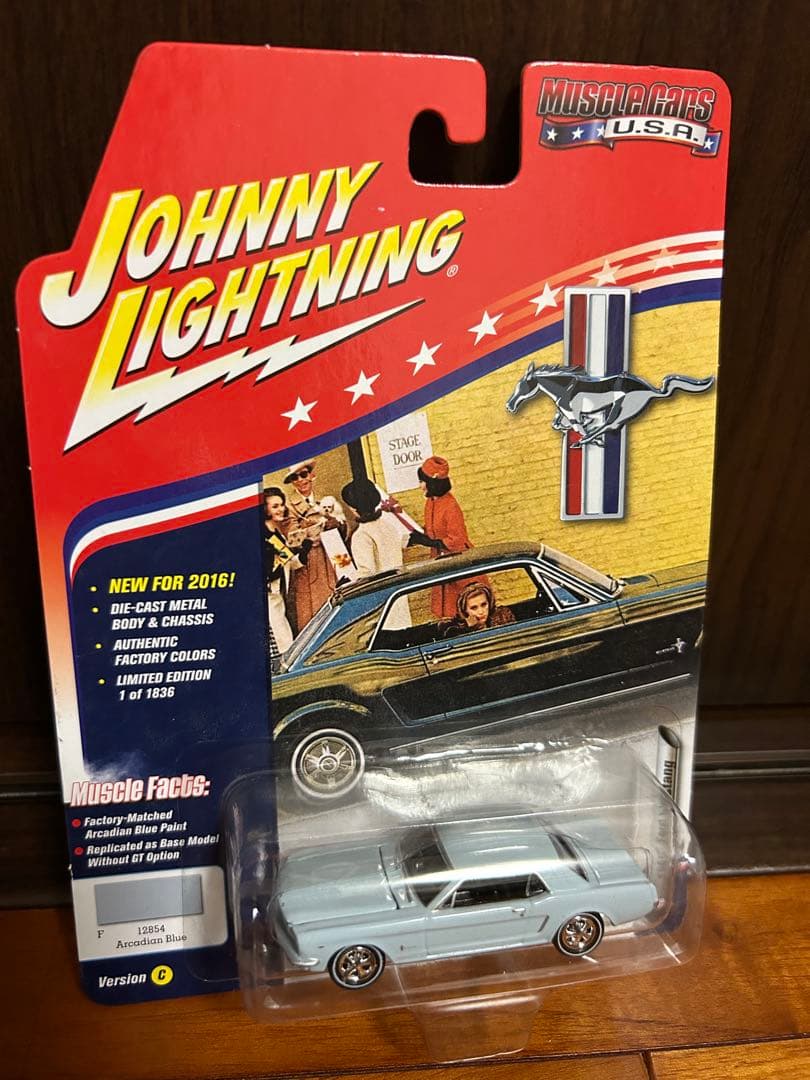 Muscle Cars
U.S.A.
JOHNNY
LIGHTNING®
STAGE
DOOR
• NEW FOR 2016!
• DIE-CAST METAL
BODY & CHASSIS
• AUTHENTIC
FACTORY COLORS
• LIMITED EDITION
1 of 1836
Muscle Facts:
• Factory-Matched
Arcadian Blue Paint
• Replicated as Base Model
Without GT Option
F 12854
Arcadian Blue
Version C